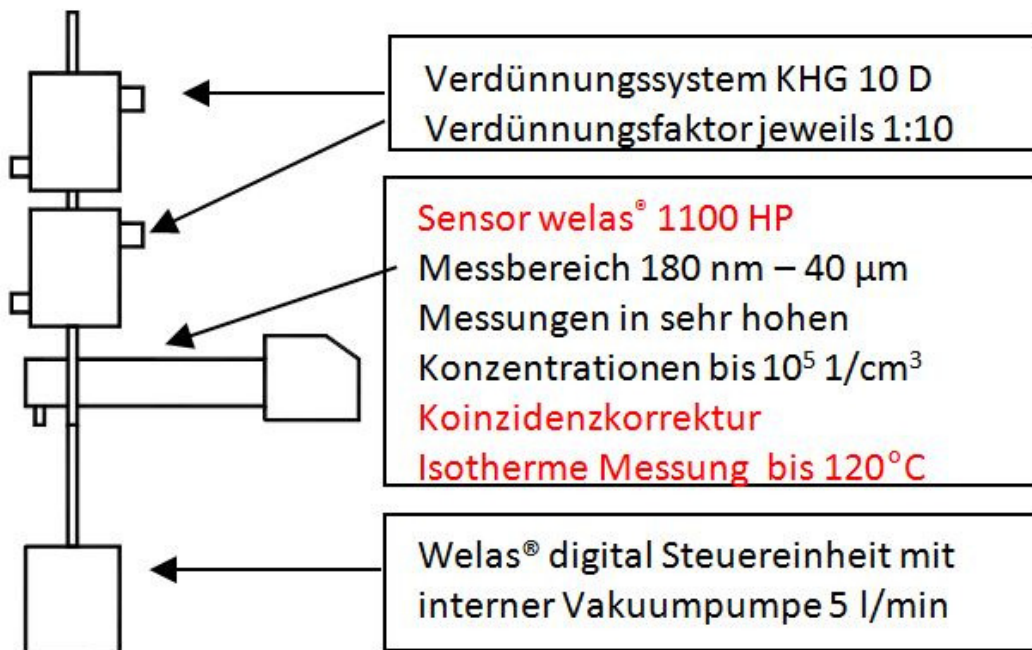 Verdünnungssystem KHG 10 D
Verdünnungsfaktor jeweils 1:10
Sensor welas® 1100 HP
Messbereich 180 nm – 40 µm
Messungen in sehr hohen
Konzentrationen bis 10⁵ 1/cm³
Koinzidenzkorrektur
Isotherme Messung bis 120°C
Welas® digital Steuereinheit mit
interner Vakuumpumpe 5 l/min